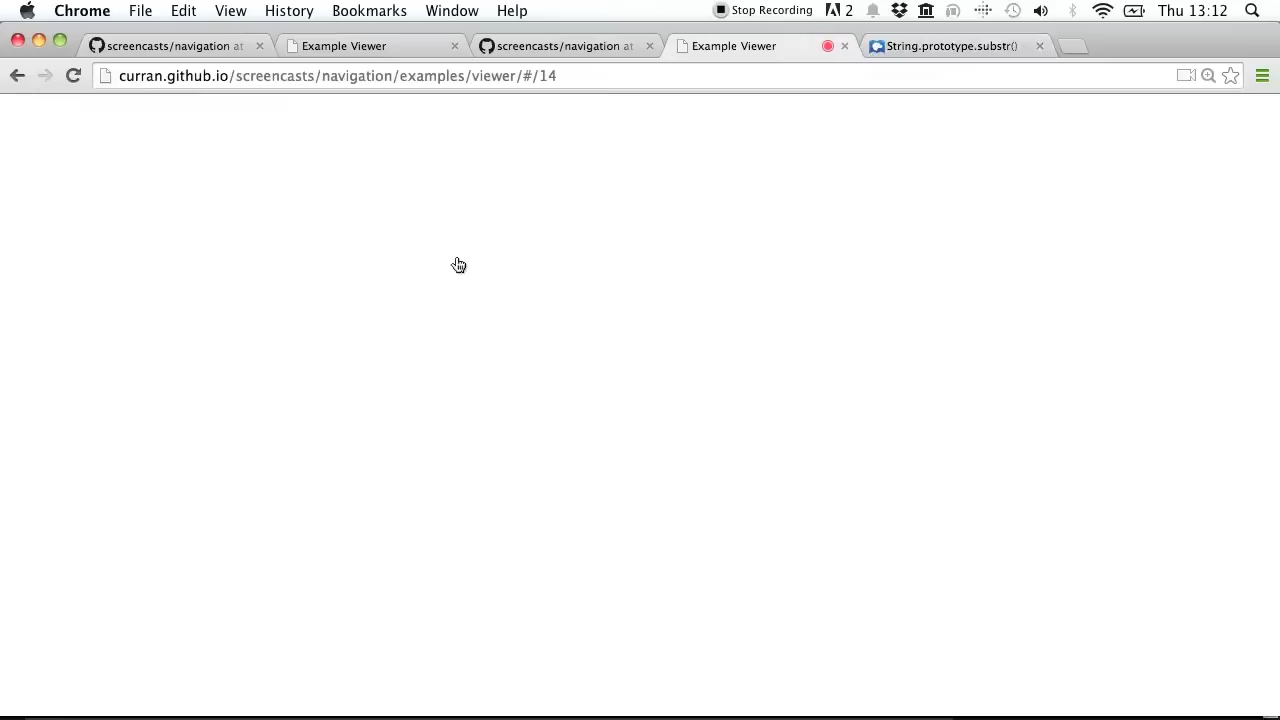 Chrome File Edit View History Bookmarks Window Help Stop Recording 2 Thu 13:12
screencasts/navigation at Example Viewer screencasts/navigation at Example Viewer String.prototype.substr()
curran.github.io/screencasts/navigation/examples/viewer/#/14